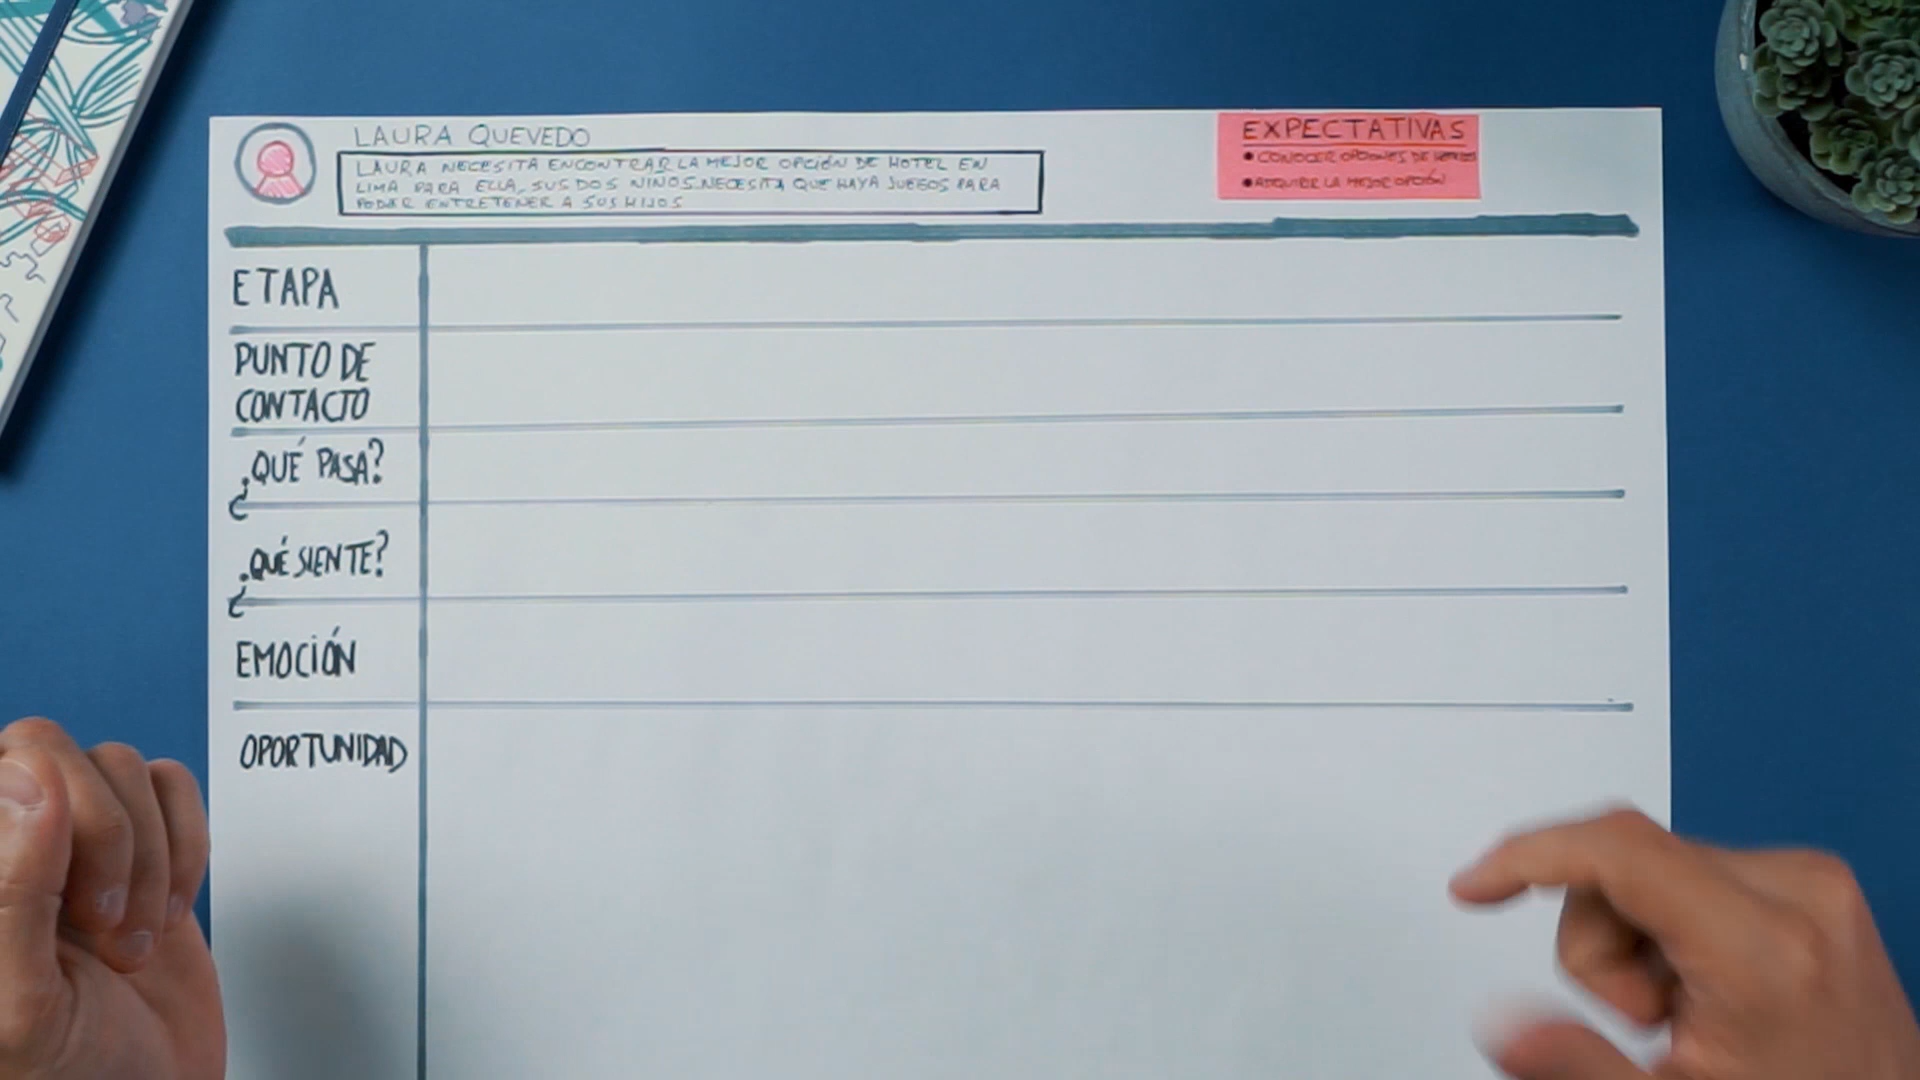 LAURA QUEVEDO
LAURA NECESITA ENCONTRAR LA MEJOR OPCIÓN DE HOTEL EN
LIMA PARA ELLA, SUS DOS NIÑOS. NECESITA QUE HAYA JUEGOS PARA
PODER ENTRETENER A SUS HIJOS
EXPECTATIVAS
• CONOCER OPCIONES DE HOTELES
• ADQUIRIR LA MEJOR OPCIÓN
ETAPA
PUNTO DE
CONTACTO
¿QUÉ PASA?
¿QUÉ SIENTE?
EMOCIÓN
OPORTUNIDAD